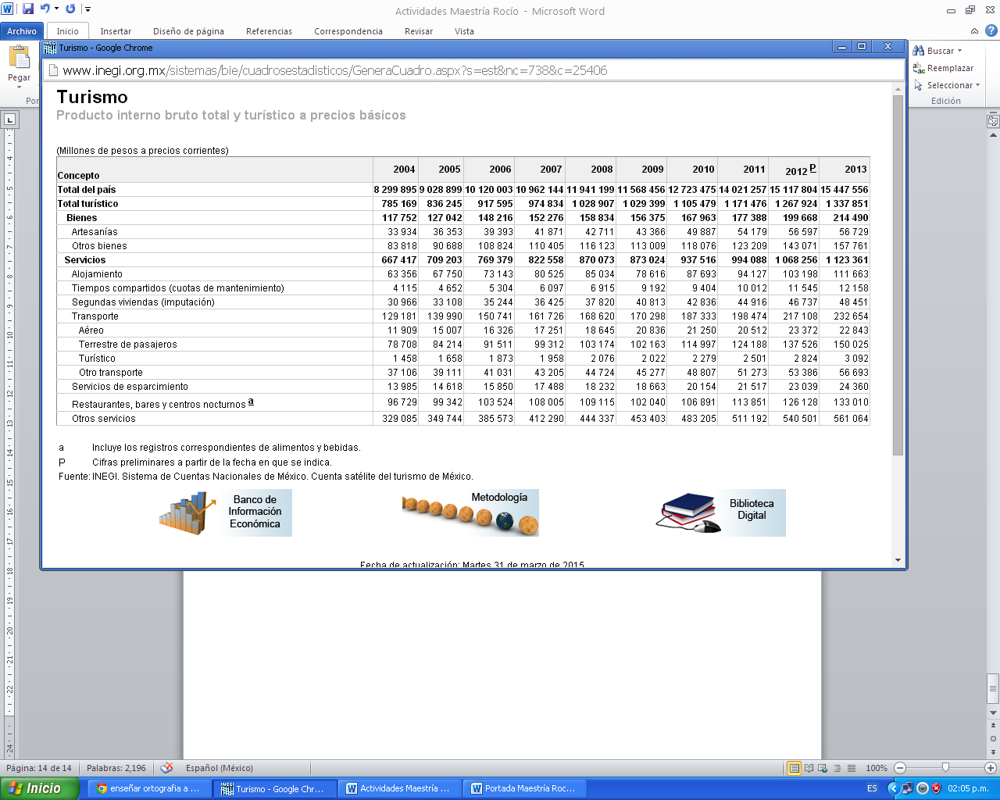 Actividades Maestría Rocío - Microsoft Word
Archivo Inicio Insertar Diseño de página Referencias Correspondencia Revisar Vista
Pegar
Por
Buscar
Reemplazar
Seleccionar
Edición
Turismo - Google Chrome
www.inegi.org.mx/sistemas/bie/cuadrosestadisticos/GeneraCuadro.aspx?s=est&nc=738&c=25406
Turismo
Producto interno bruto total y turístico a precios básicos
(Millones de pesos a precios corrientes)
Concepto 2004 2005 2006 2007 2008 2009 2010 2011 2012 P 2013
Total del país 8 299 895 9 028 899 10 120 003 10 962 144 11 941 199 11 568 456 12 723 475 14 021 257 15 117 804 15 447 556
Total turístico 785 169 836 245 917 595 974 834 1 028 907 1 029 399 1 105 479 1 171 476 1 267 924 1 337 851
Bienes 117 752 127 042 148 216 152 276 158 834 156 375 167 963 177 388 199 668 214 490
Artesanías 33 934 36 353 39 393 41 871 42 711 43 366 49 887 54 179 56 597 56 729
Otros bienes 83 818 90 688 108 824 110 405 116 123 113 009 118 076 123 209 143 071 157 761
Servicios 667 417 709 203 769 379 822 558 870 073 873 024 937 516 994 088 1 068 256 1 123 361
Alojamiento 63 356 67 750 73 143 80 525 85 034 78 616 87 693 94 127 103 198 111 663
Tiempos compartidos (cuotas de mantenimiento) 4 115 4 652 5 304 6 097 6 915 9 192 9 404 10 012 11 545 12 158
Segundas viviendas (imputación) 30 966 33 108 35 244 36 425 37 820 40 813 42 836 44 916 46 737 48 451
Transporte 129 181 139 990 150 741 161 726 168 620 170 298 187 333 198 474 217 108 232 654
Aéreo 11 909 15 007 16 326 17 251 18 645 20 836 21 250 20 512 23 372 22 843
Terrestre de pasajeros 78 708 84 214 91 511 99 312 103 174 102 163 114 997 124 188 137 526 150 025
Turístico 1 458 1 658 1 873 1 958 2 076 2 022 2 279 2 501 2 824 3 092
Otro transporte 37 106 39 111 41 031 43 205 44 724 45 277 48 807 51 273 53 386 56 693
Servicios de esparcimiento 13 985 14 618 15 850 17 488 18 232 18 663 20 154 21 517 23 039 24 360
Restaurantes, bares y centros nocturnos a 96 729 99 342 103 524 108 005 109 115 102 040 106 891 113 851 126 128 133 010
Otros servicios 329 085 349 744 385 573 412 290 444 337 453 403 483 205 511 192 540 501 561 064
a Incluye los registros correspondientes de alimentos y bebidas.
P Cifras preliminares a partir de la fecha en que se indica.
Fuente: INEGI. Sistema de Cuentas Nacionales de México. Cuenta satélite del turismo de México.
Banco de
Información
Económica
Metodología
Biblioteca
Digital
Fecha de actualización: Martes 31 de marzo de 2015
Página: 14 de 14 Palabras: 2,196 Español (México) 100%
Inicio enseñar ortografia a ... Turismo - Google Chr... Actividades Maestría ... Portada Maestría Roc... ES 02:05 p.m.